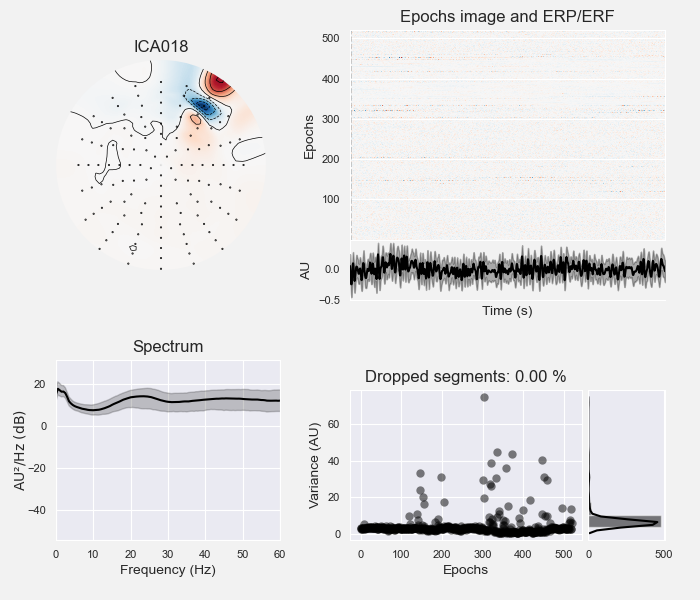 ICA018
Epochs image and ERP/ERF
Epochs
500
400
300
200
100
AU
0.0
−0.5
Time (s)
Spectrum
AU²/Hz (dB)
20
0
−20
−40
0 10 20 30 40 50 60
Frequency (Hz)
Dropped segments: 0.00 %
Variance (AU)
60
40
20
0
0 100 200 300 400 500
Epochs
0 500